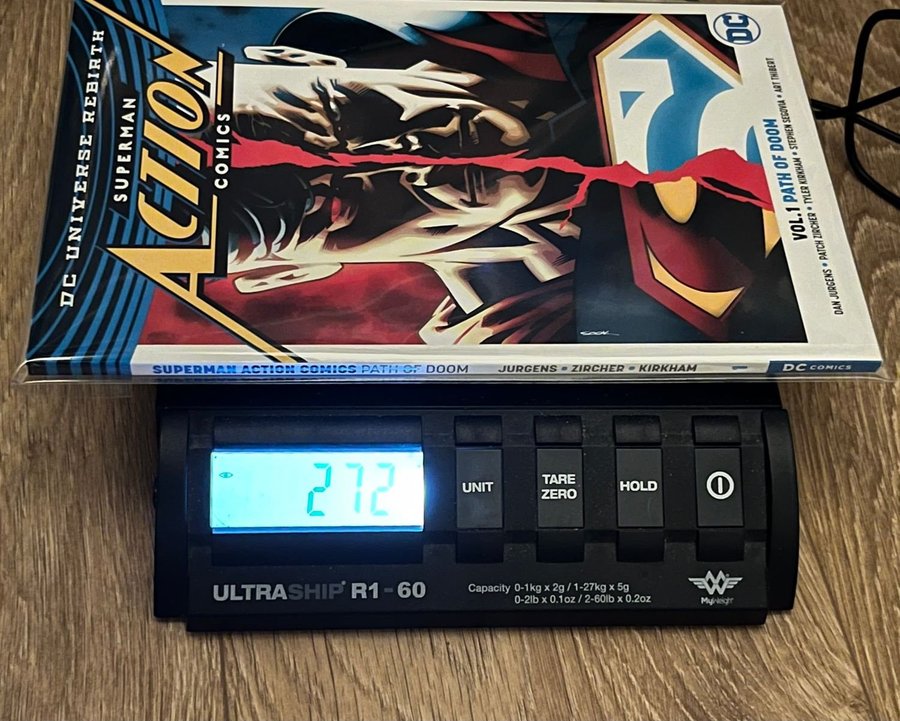 DC UNIVERSE REBIRTH
SUPERMAN
ACTION
COMICS
DC
VOL. 1 PATH OF DOOM
DAN JURGENS • PATCH ZIRCHER • TYLER KIRKHAM • STEPHEN SEGOVIA • ART THIBERT
SOOK
SUPERMAN ACTION COMICS PATH OF DOOM JURGENS • ZIRCHER • KIRKHAM 1 DC COMICS
272
UNIT
TARE
ZERO
HOLD
ULTRASHIP R1-60
Capacity 0-1kg x 2g / 1-27kg x 5g
0-2lb x 0.1oz / 2-60lb x 0.2oz
MyWeigh